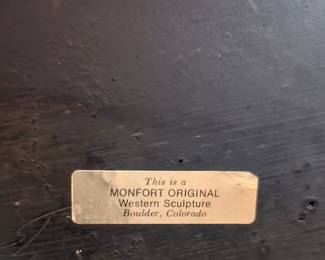 This is a
MONFORT ORIGINAL
Western Sculpture
Boulder, Colorado